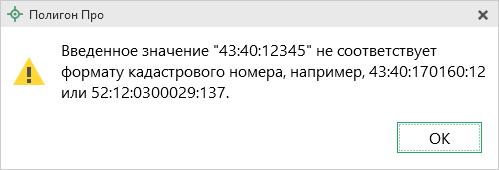 Полигон Про
Введенное значение "43:40:12345" не соответствует
формату кадастрового номера, например, 43:40:170160:12
или 52:12:0300029:137.
ОК